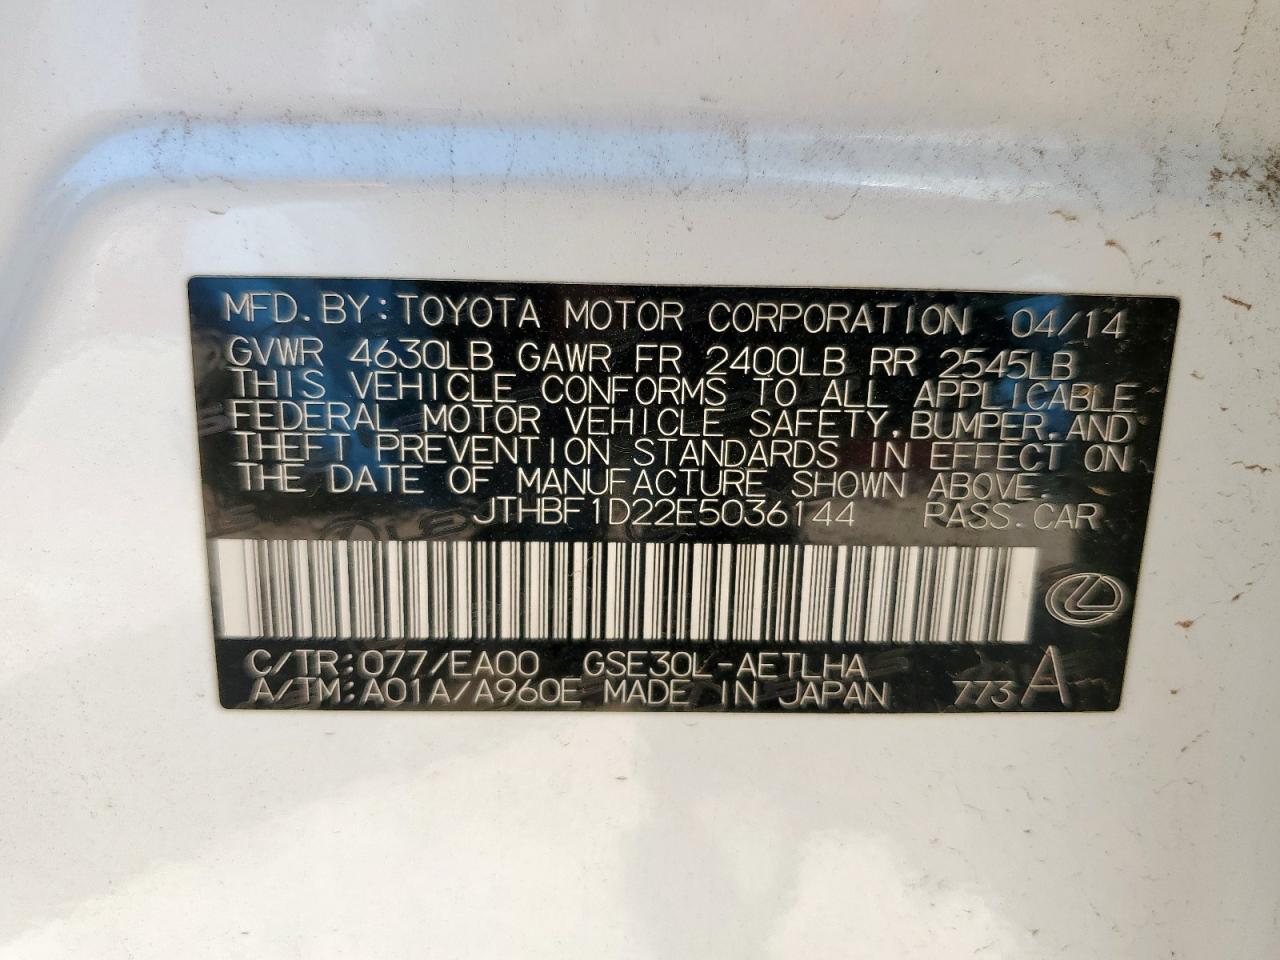 MFD. BY: TOYOTA MOTOR CORPORATION 04/14
GVWR 4630LB GAWR FR 2400LB RR 2545LB
THIS VEHICLE CONFORMS TO ALL APPLICABLE
FEDERAL MOTOR VEHICLE SAFETY, BUMPER, AND
THEFT PREVENTION STANDARDS IN EFFECT ON
THE DATE OF MANUFACTURE SHOWN ABOVE.
JTHBF1D22E5036144 PASS. CAR
C/TR: 077/EA00 GSE30L-AETLHA
A/TM: A01A/A960E MADE IN JAPAN 773 A